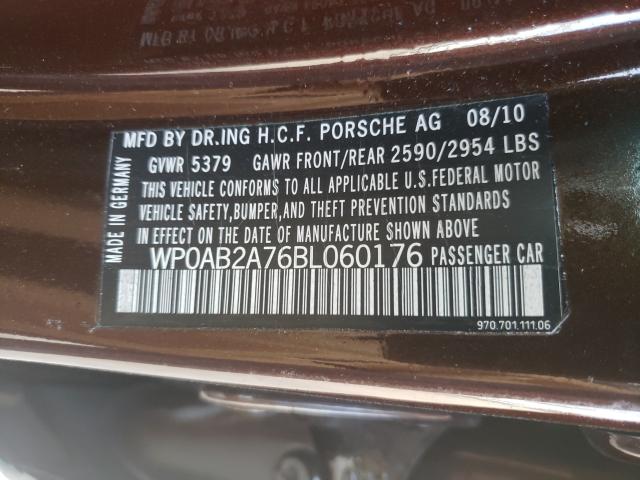 MFD BY DR.ING H.C.F. PORSCHE AG 08/10
GVWR 5379 GAWR FRONT/REAR 2590/2954 LBS
THIS VEHICLE CONFORMS TO ALL APPLICABLE U.S.FEDERAL MOTOR
VEHICLE SAFETY,BUMPER,AND THEFT PREVENTION STANDARDS
IN EFFECT ON THE DATE OF MANUFACTURE SHOWN ABOVE.
WP0AB2A76BL060176 PASSENGER CAR
970.701.111.06
MADE IN GERMANY